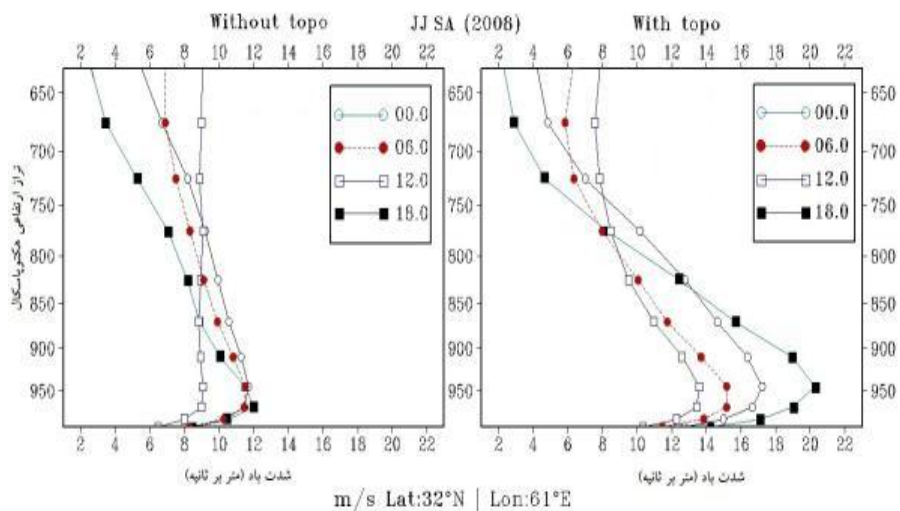 Without topo JJSA (2008) With topo
2 4 6 8 10 12 14 16 18 20 22
2 4 6 8 10 12 14 16 18 20 22
650
700
750
800
850
900
950
تراز ارتفاعی هکتوپاسکال
00.0
06.0
12.0
18.0
00.0
06.0
12.0
18.0
650
700
750
800
850
900
950
2 4 6 8 10 12 14 16 18 20 22
2 4 6 8 10 12 14 16 18 20 22
شدت باد (متر بر ثانیه)
شدت باد (متر بر ثانیه)
m/s Lat:32°N | Lon:61°E